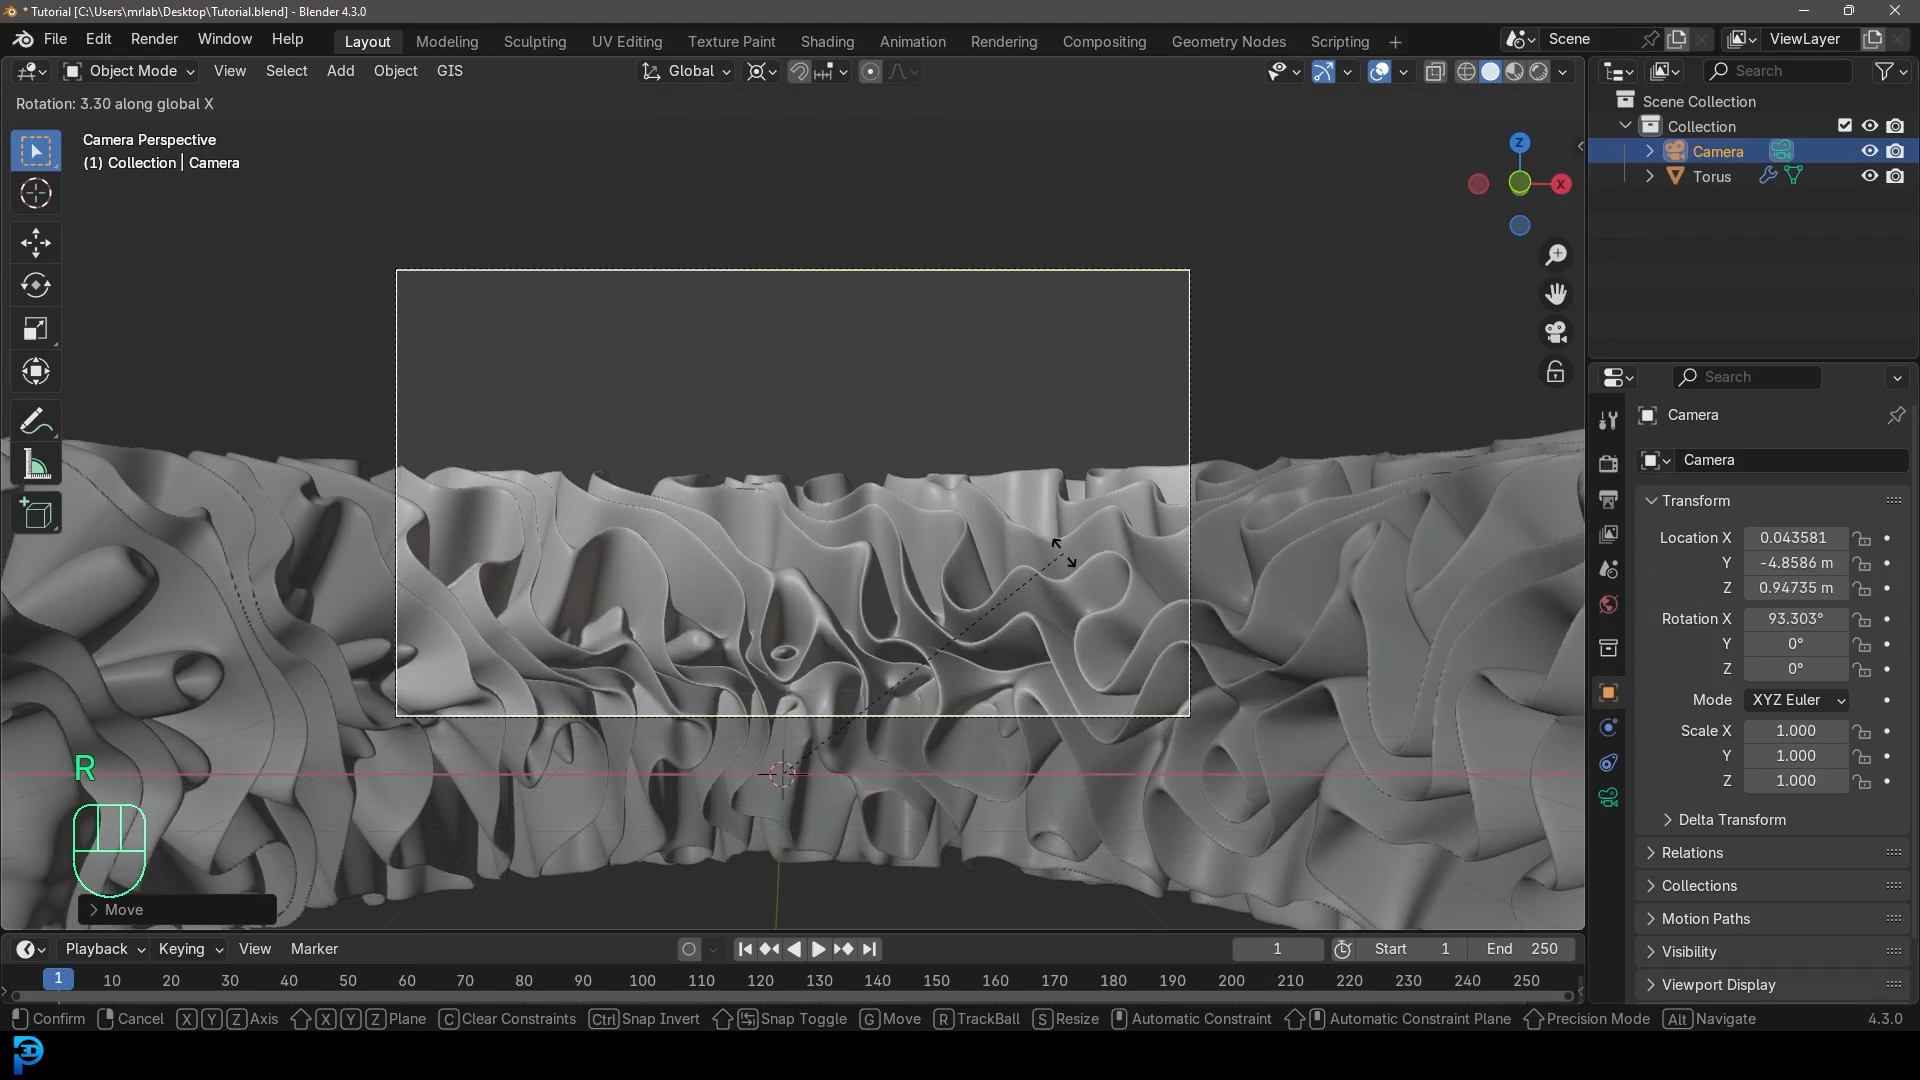 * Tutorial [C:\Users\mrlab\Desktop\Tutorial.blend] - Blender 4.3.0
File Edit Render Window Help Layout Modeling Sculpting UV Editing Texture Paint Shading Animation Rendering Compositing Geometry Nodes Scripting + Scene ViewLayer
Object Mode View Select Add Object GIS Global Search
Rotation: 3.30 along global X
Scene Collection
Camera Perspective
(1) Collection | Camera
Collection
Camera
Torus
Z
X
Search
Camera
Camera
Transform
Location X 0.043581
Y -4.8586 m
Z 0.94735 m
Rotation X 93.303°
Y 0°
Z 0°
Mode XYZ Euler
Scale X 1.000
Y 1.000
Z 1.000
R
Delta Transform
Relations
Collections
Motion Paths
Visibility
Viewport Display
Move
Playback Keying View Marker 1 Start 1 End 250
1 10 20 30 40 50 60 70 80 90 100 110 120 130 140 150 160 170 180 190 200 210 220 230 240 250
Confirm Cancel X Y Z Axis X Y Z Plane C Clear Constraints Ctrl Snap Invert Snap Toggle G Move R TrackBall S Resize Automatic Constraint Automatic Constraint Plane Precision Mode Alt Navigate 4.3.0